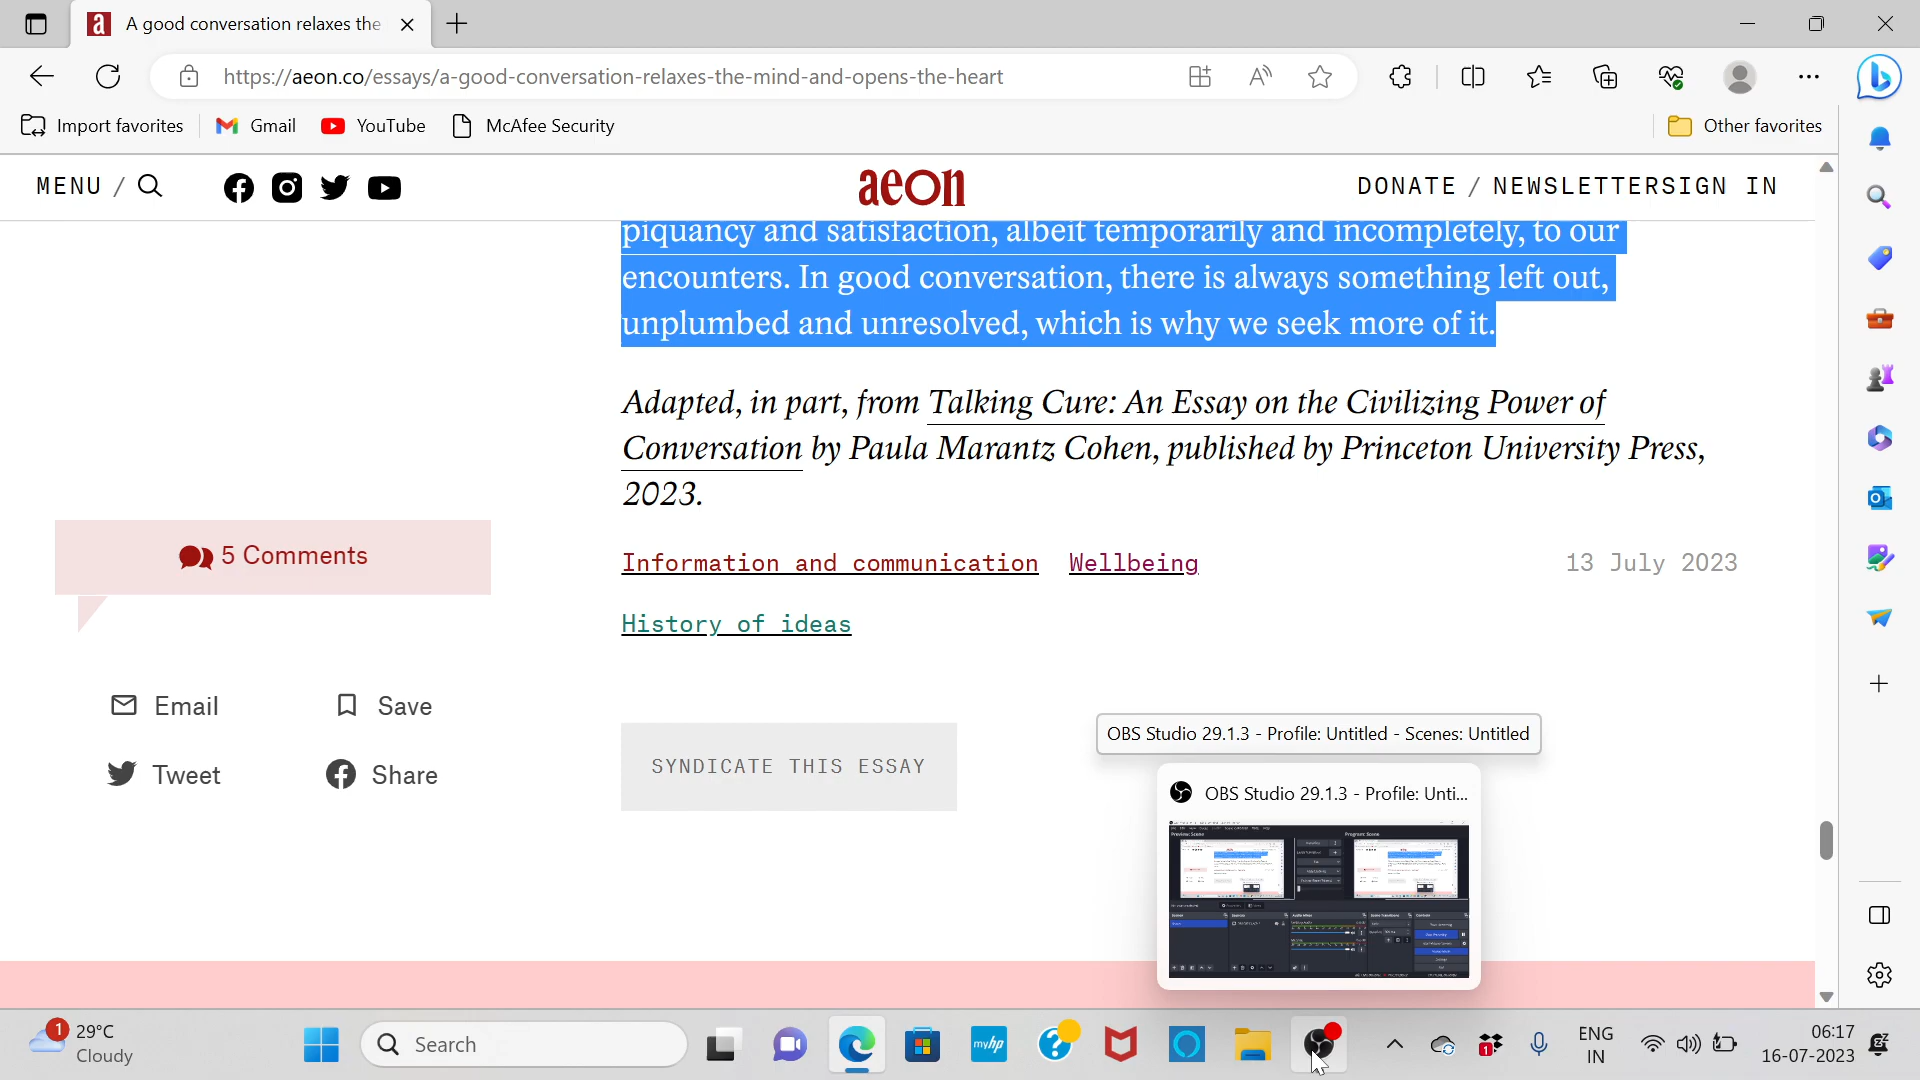 A good conversation relaxes the
https://aeon.co/essays/a-good-conversation-relaxes-the-mind-and-opens-the-heart
Import favorites
Gmail
YouTube
McAfee Security
Other favorites
MENU /
aeon
DONATE / NEWSLETTERSIGN IN
piquancy and satisfaction, albeit temporarily and incompletely, to our
encounters. In good conversation, there is always something left out,
unplumbed and unresolved, which is why we seek more of it.
Adapted, in part, from Talking Cure: An Essay on the Civilizing Power of
Conversation by Paula Marantz Cohen, published by Princeton University Press,
2023.
5 Comments
Information and communication Wellbeing
13 July 2023
History of ideas
Email
Save
Tweet
Share
SYNDICATE THIS ESSAY
OBS Studio 29.1.3 - Profile: Untitled - Scenes: Untitled
OBS Studio 29.1.3 - Profile: Unti...
1
29°C
Cloudy
Search
myhp
1
ENG
IN
06:17
16-07-2023